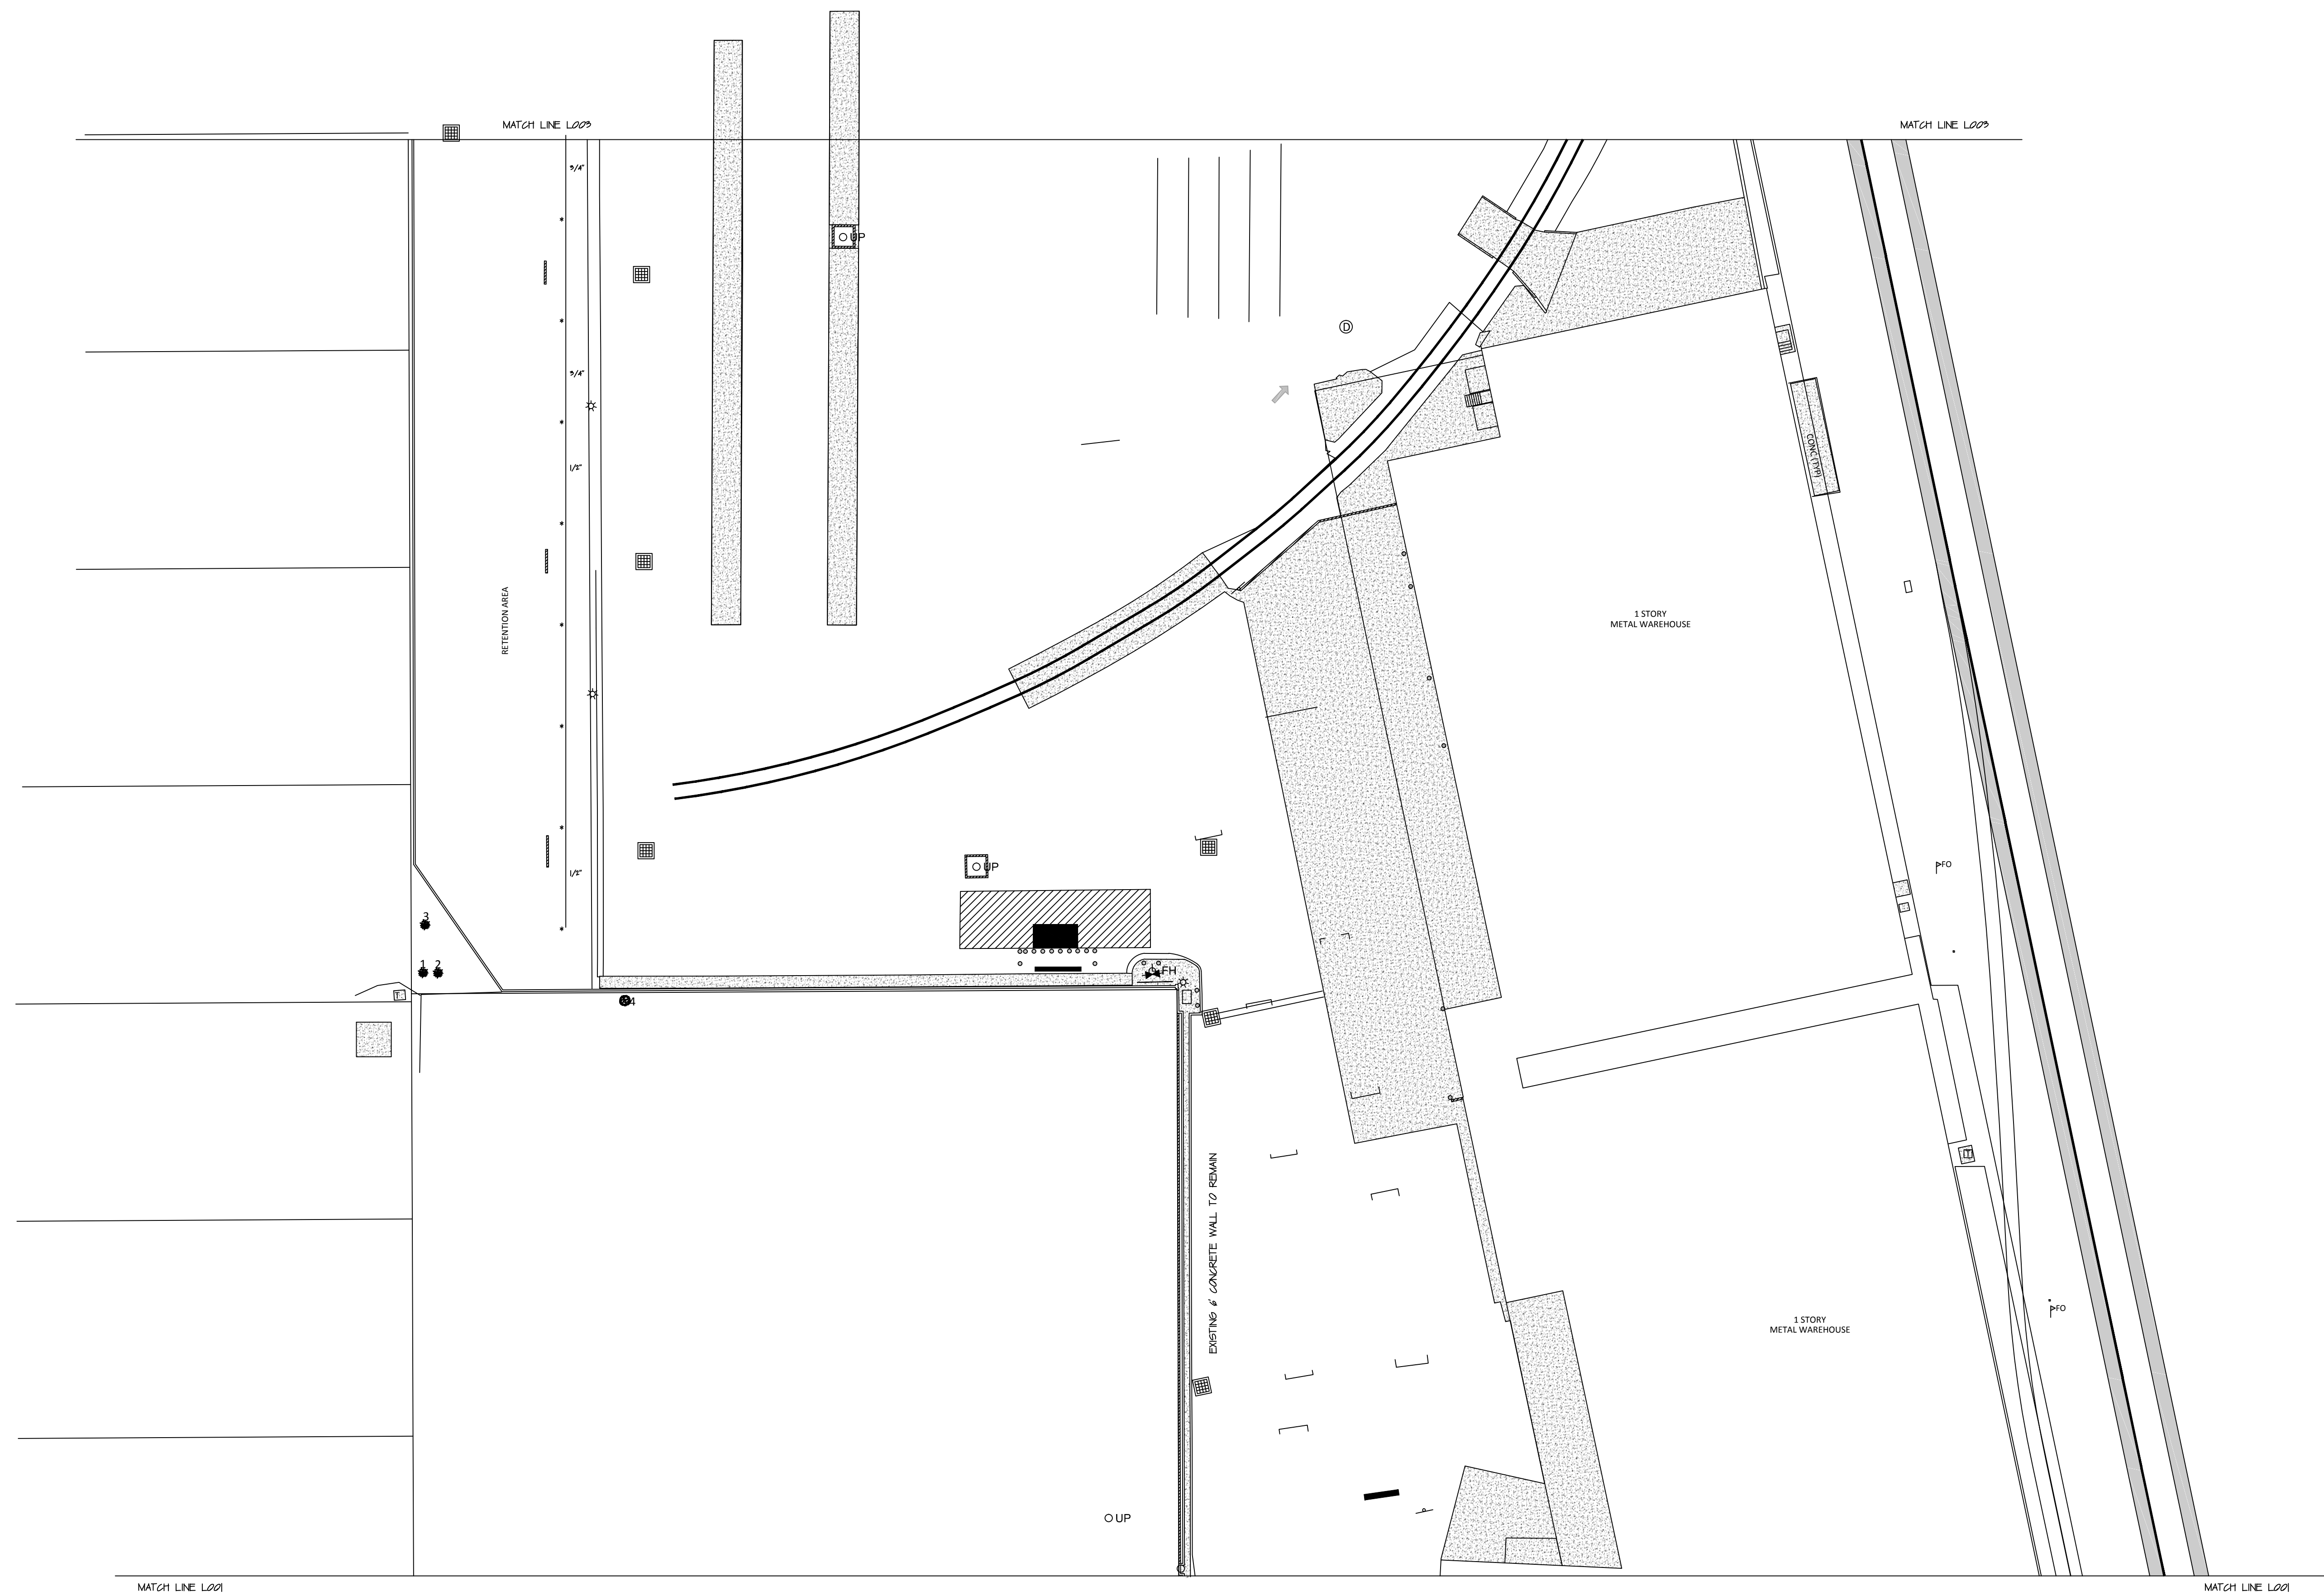 MATCH LINE L003
MATCH LINE L003
3/4"
UP
D
3/4"
CONC (TYP)
1/2"
RETENTION AREA
1 STORY
METAL WAREHOUSE
UP
FO
1/2"
3
1
2
FH
T
4
T
EXISTING 6' CONCRETE WALL TO REMAIN
FO
1 STORY
METAL WAREHOUSE
UP
MATCH LINE L001
MATCH LINE L001